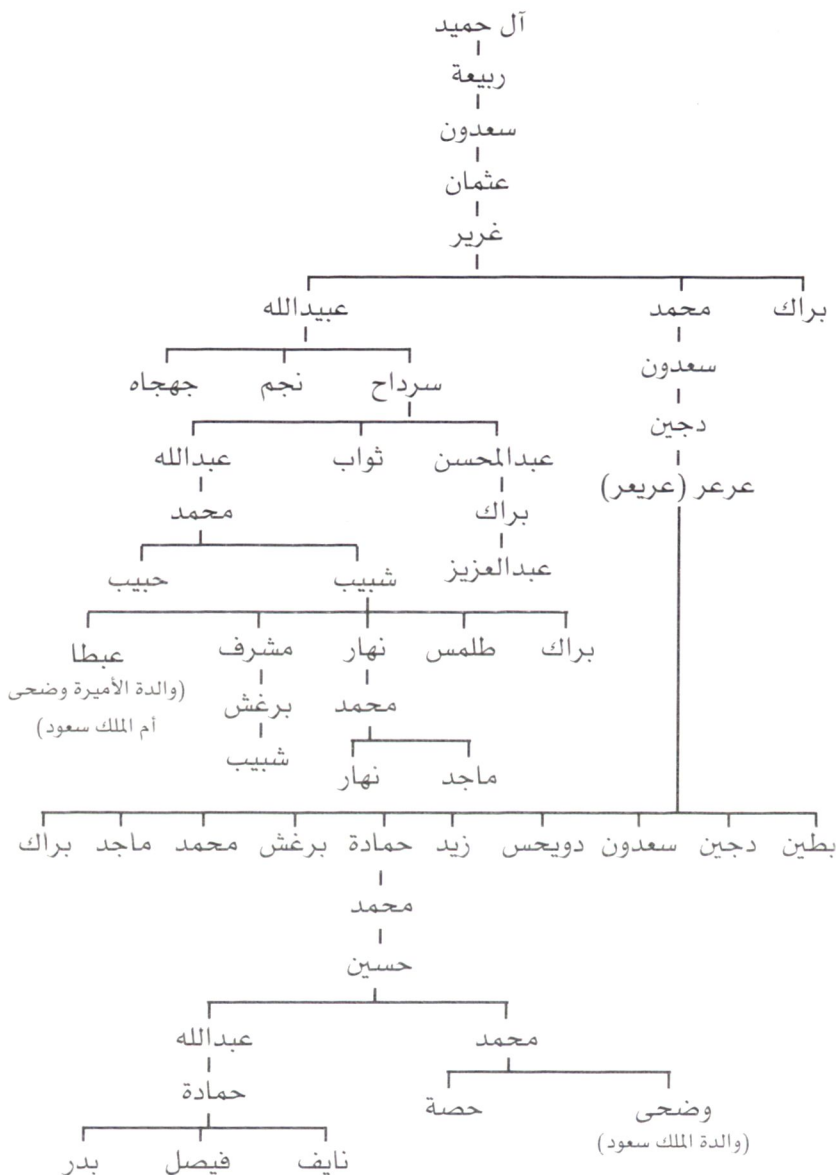 آل حميد
ربيعة
سعدون
عثمان
غرير
براك محمد عبيدالله
سعدون
سرداح نجم جهجاه
دجين
عبدالمحسن ثواب عبدالله
عرعر (عريعر)
براك محمد
عبدالعزيز شبيب حبيب
براك طلمس نهار مشرف عبطا
(والدة الأميرة وضحى
أم الملك سعود)
محمد برغش
شبيب
ماجد نهار
بطين دجين سعدون دويحس زيد حمادة برغش محمد ماجد براك
محمد
حسين
محمد عبدالله
حمادة
وضحى حصة
(والدة الملك سعود)
نايف فيصل بدر